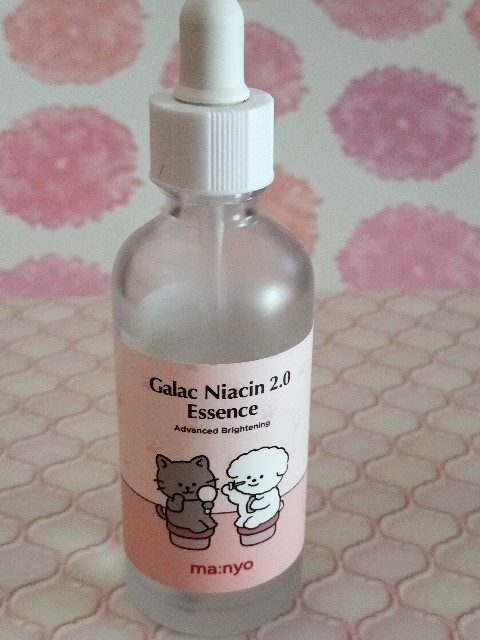 Galac Niacin 2.0
Essence
Advanced Brightening
ma:nyo